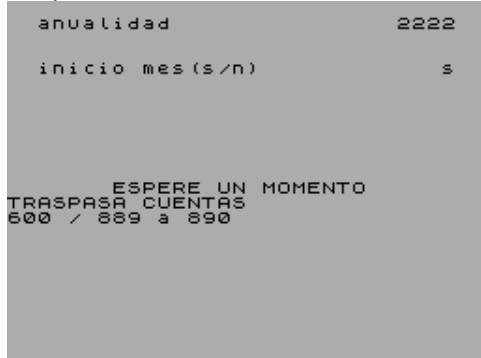 anualidad 2222
inicio mes(s/n) s
ESPERE UN MOMENTO
TRASPASA CUENTAS
600 / 889 a 890